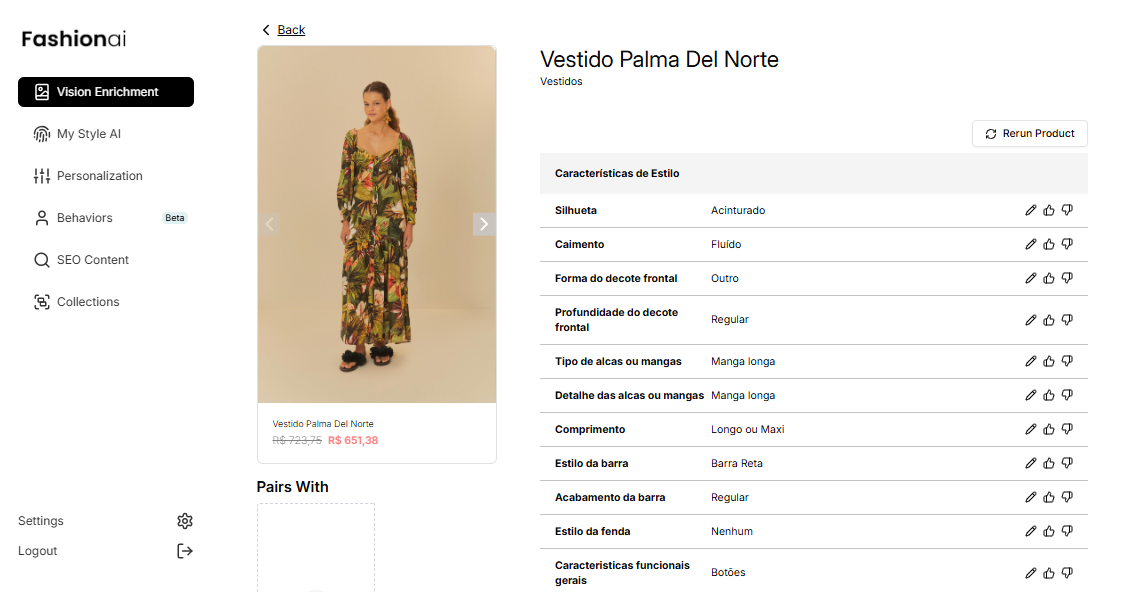 Fashionai
Vision Enrichment
My Style AI
Personalization
Behaviors Beta
SEO Content
Collections
Settings
Logout
Back
Vestido Palma Del Norte
R$ 723,75 R$ 651,38
Pairs With
Vestido Palma Del Norte
Vestidos
Rerun Product
Características de Estilo
Silhueta Acinturado
Caimento Fluído
Forma do decote frontal Outro
Profundidade do decote
frontal Regular
Tipo de alcas ou mangas Manga longa
Detalhe das alcas ou mangas Manga longa
Comprimento Longo ou Maxi
Estilo da barra Barra Reta
Acabamento da barra Regular
Estilo da fenda Nenhum
Caracteristicas funcionais
gerais Botões